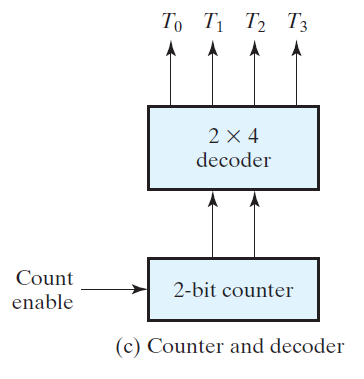 T0 T1 T2 T3
2 × 4
decoder
Count
enable
2-bit counter
(c) Counter and decoder